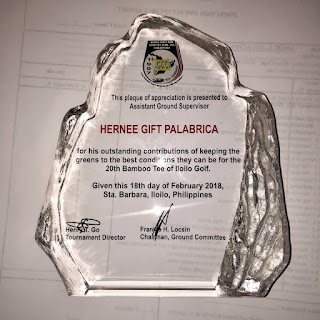 This plaque of appreciation is presented to
Assistant Ground Supervisor
HERNEE GIFT PALABRICA
for his outstanding contributions of keeping the
greens to the best conditions they can be for the
20th Bamboo Tee of Iloilo Golf.
Given this 18th day of February 2018,
Sta. Barbara, Iloilo, Philippines
Go H. Locsin
Tournament Director Chairman, Ground Committee